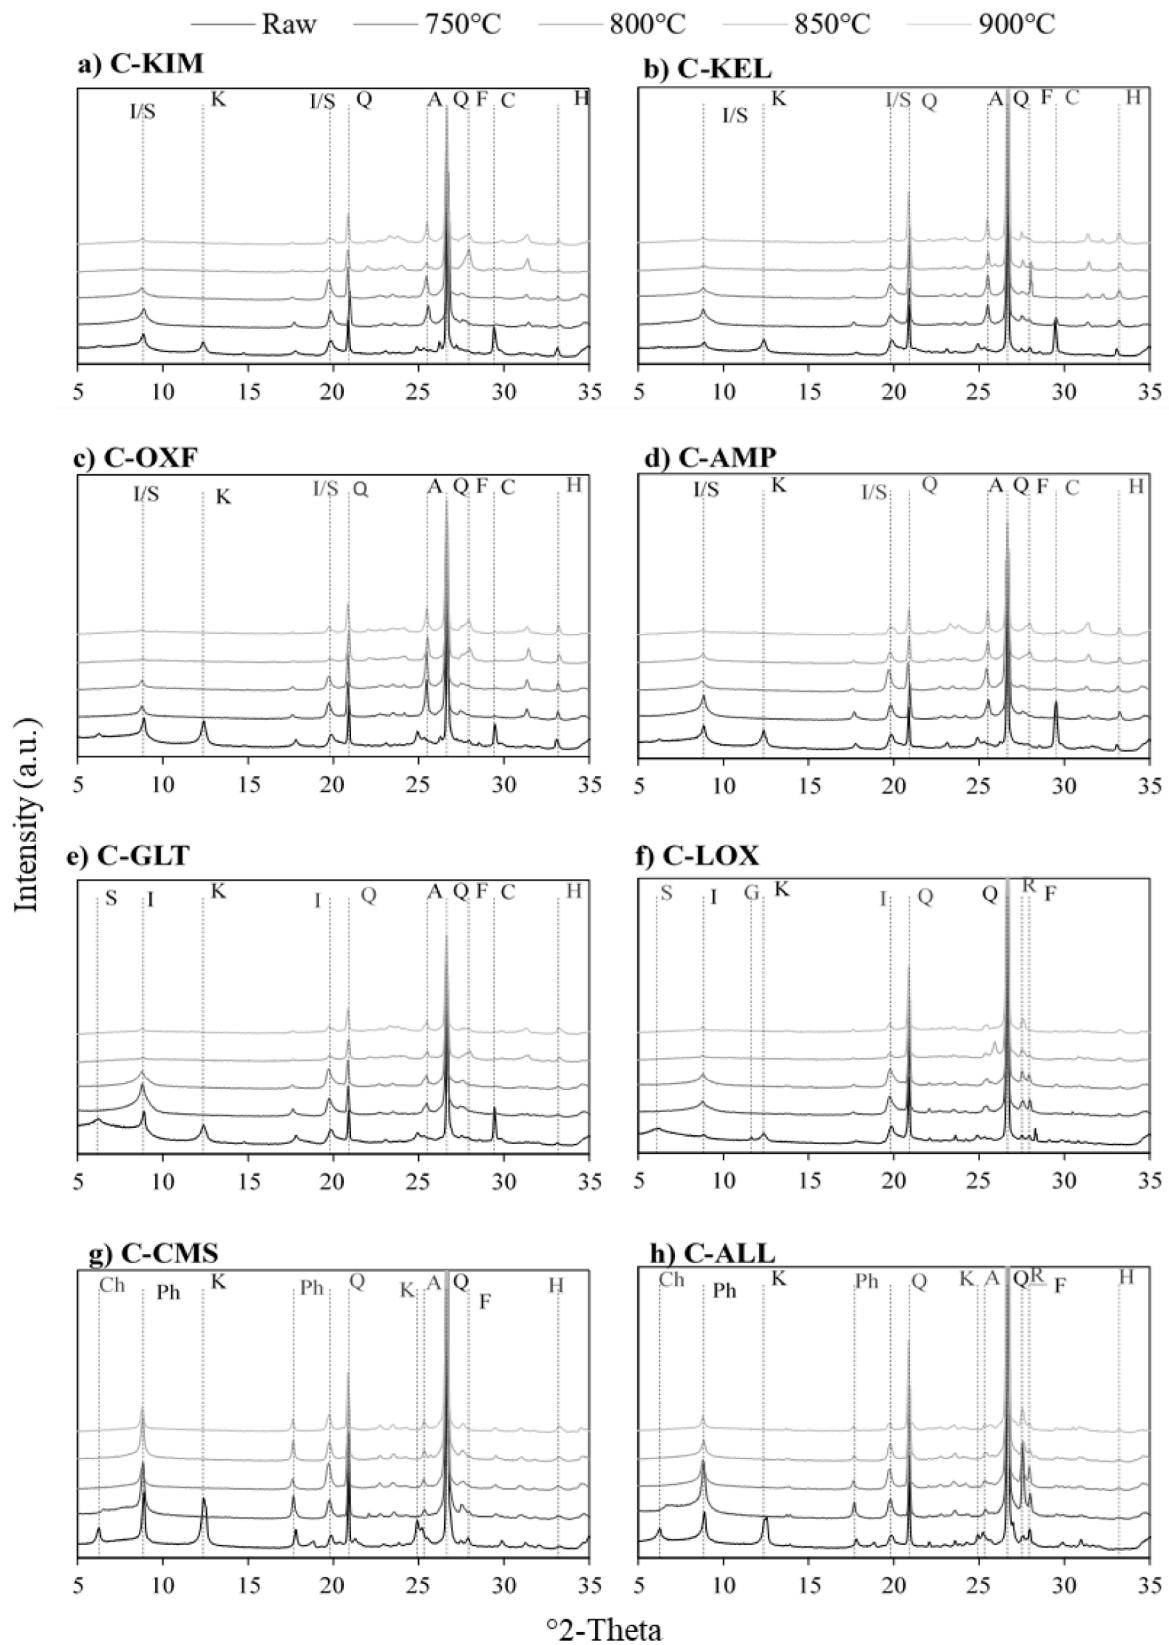 Raw 750°C 800°C 850°C 900°C
a) C-KIM
b) C-KEL
I/S K I/S Q A Q F C H
I/S K I/S Q A Q F C H
5 10 15 20 25 30 35
5 10 15 20 25 30 35
c) C-OXF
d) C-AMP
I/S K I/S Q A Q F C H
I/S K I/S Q A Q F C H
5 10 15 20 25 30 35
5 10 15 20 25 30 35
Intensity (a.u.)
e) C-GLT
f) C-LOX
S I K I Q A Q F C H
S I G K I Q Q R F
5 10 15 20 25 30 35
5 10 15 20 25 30 35
g) C-CMS
h) C-ALL
Ch Ph K Ph Q K A Q F H
Ch Ph K Ph Q K A Q R F H
5 10 15 20 25 30 35
5 10 15 20 25 30 35
°2-Theta